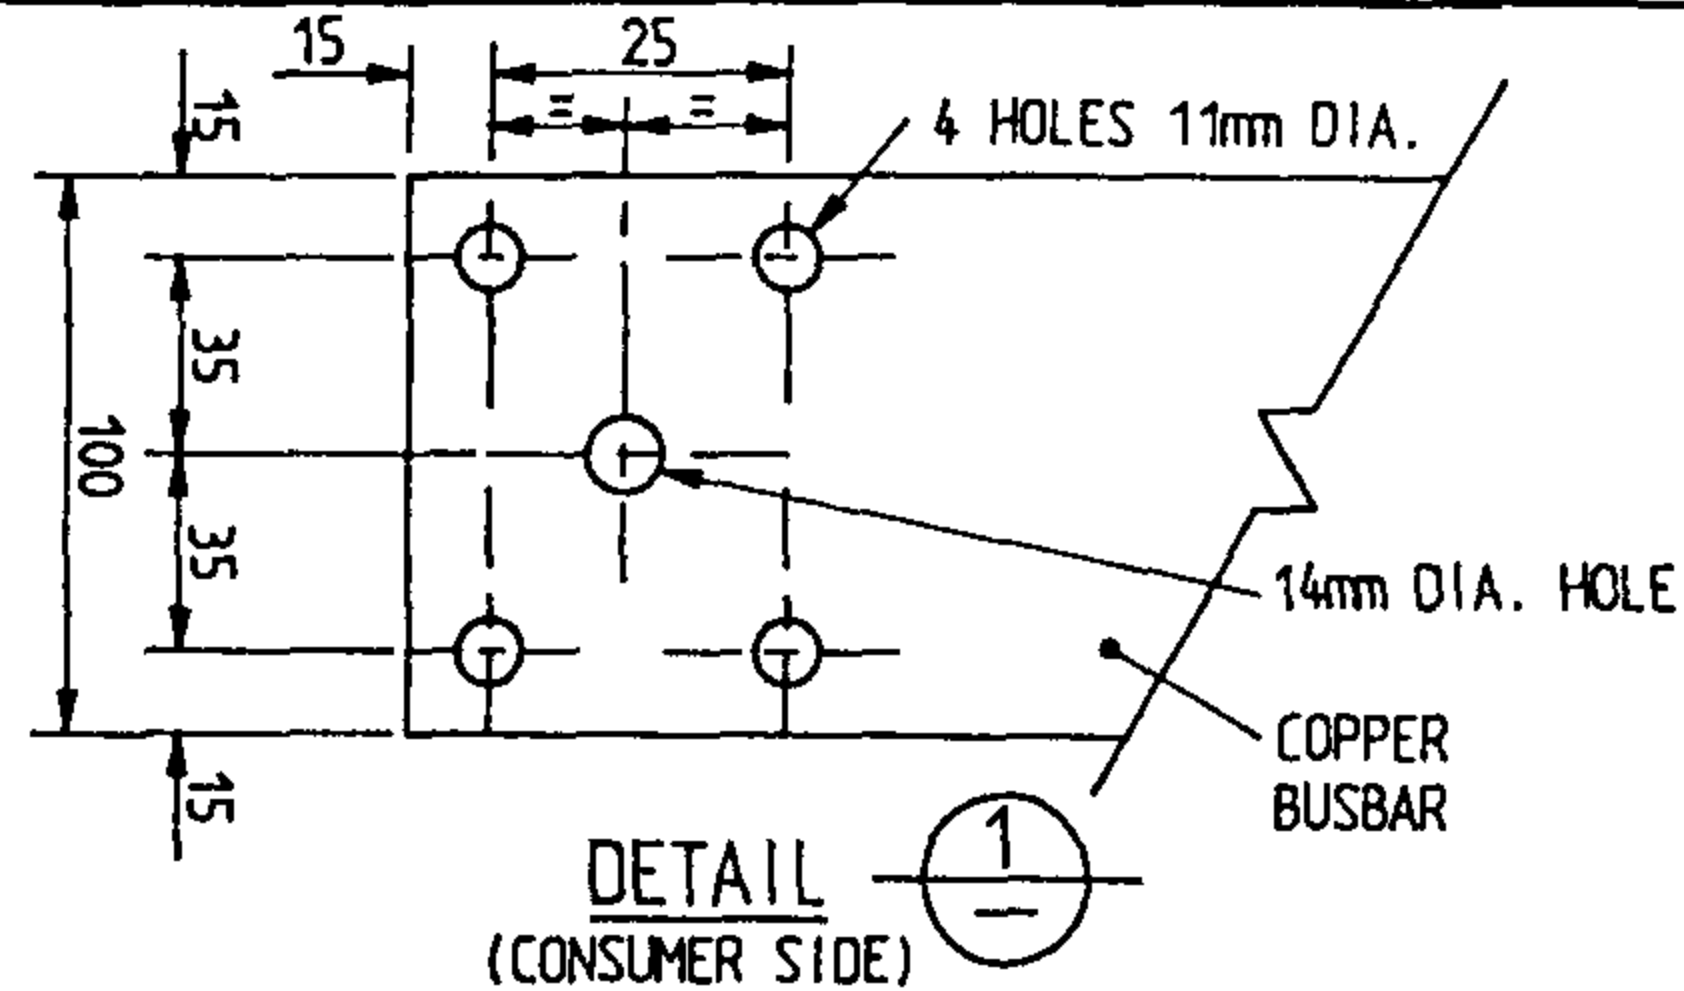 15
25
15
= =
4 HOLES 11mm DIA.
35
100
35
14mm DIA. HOLE
COPPER
BUSBAR
15
DETAIL
1
–
(CONSUMER SIDE)